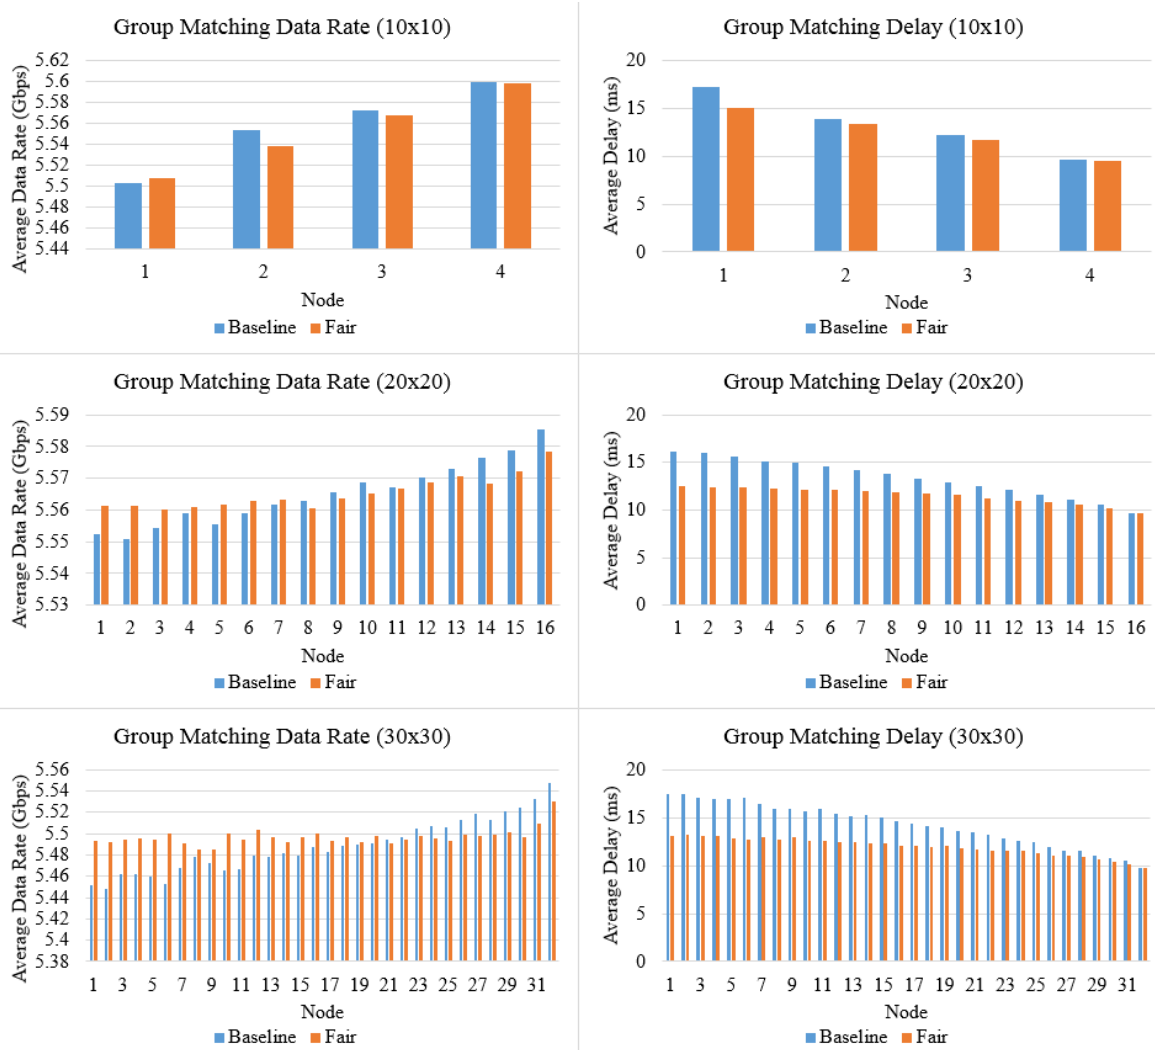 Group Matching Data Rate (10x10)
Average Data Rate (Gbps)
5.62
5.6
5.58
5.56
5.54
5.52
5.5
5.48
5.46
5.44
1 2 3 4
Node
Baseline Fair
Group Matching Delay (10x10)
Average Delay (ms)
20
15
10
5
0
1 2 3 4
Node
Baseline Fair
Group Matching Data Rate (20x20)
Average Data Rate (Gbps)
5.59
5.58
5.57
5.56
5.55
5.54
5.53
1 2 3 4 5 6 7 8 9 10 11 12 13 14 15 16
Node
Baseline Fair
Group Matching Delay (20x20)
Average Delay (ms)
20
15
10
5
0
1 2 3 4 5 6 7 8 9 10 11 12 13 14 15 16
Node
Baseline Fair
Group Matching Data Rate (30x30)
Average Data Rate (Gbps)
5.56
5.54
5.52
5.5
5.48
5.46
5.44
5.42
5.4
5.38
1 3 5 7 9 11 13 15 17 19 21 23 25 27 29 31
Node
Baseline Fair
Group Matching Delay (30x30)
Average Delay (ms)
20
15
10
5
0
1 3 5 7 9 11 13 15 17 19 21 23 25 27 29 31
Node
Baseline Fair